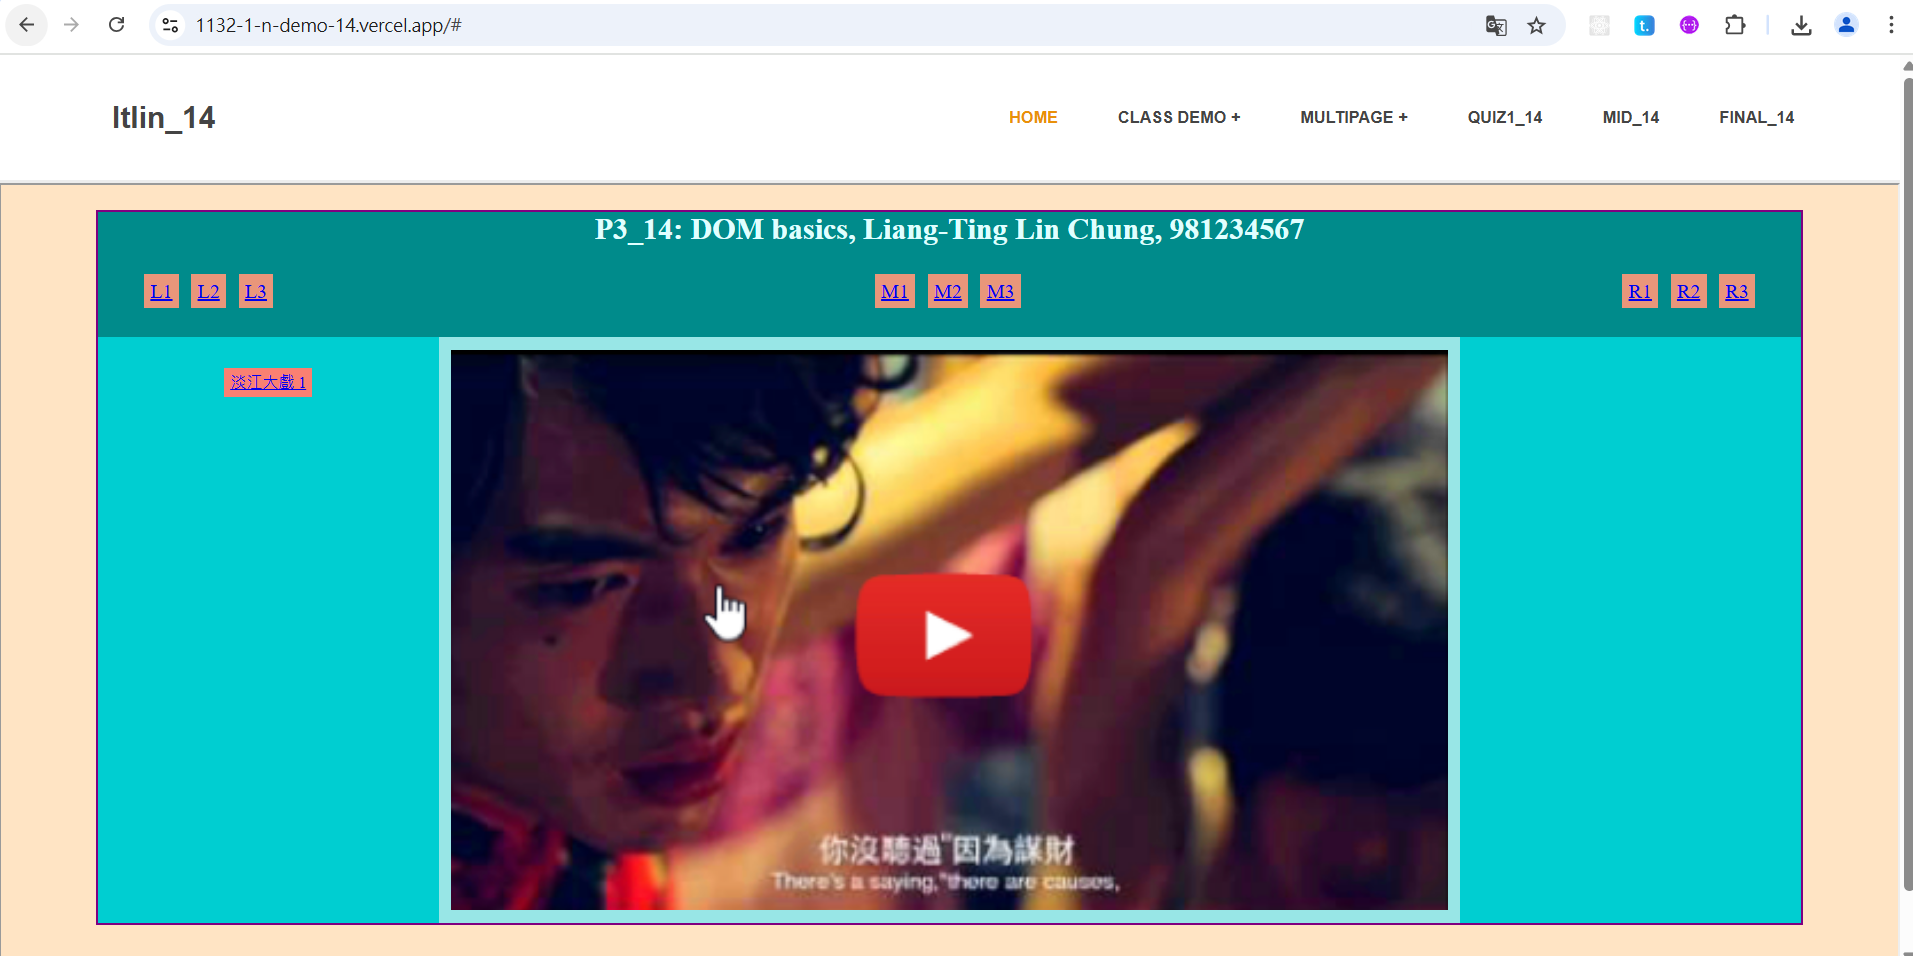 1132-1-n-demo-14.vercel.app/#
ltlin_14
HOME
CLASS DEMO +
MULTIPAGE +
QUIZ1_14
MID_14
FINAL_14
P3_14: DOM basics, Liang-Ting Lin Chung, 981234567
L1 L2 L3
M1 M2 M3
R1 R2 R3
淡江大戲 1
你沒聽過"因為謀財
There's a saying,"there are causes,